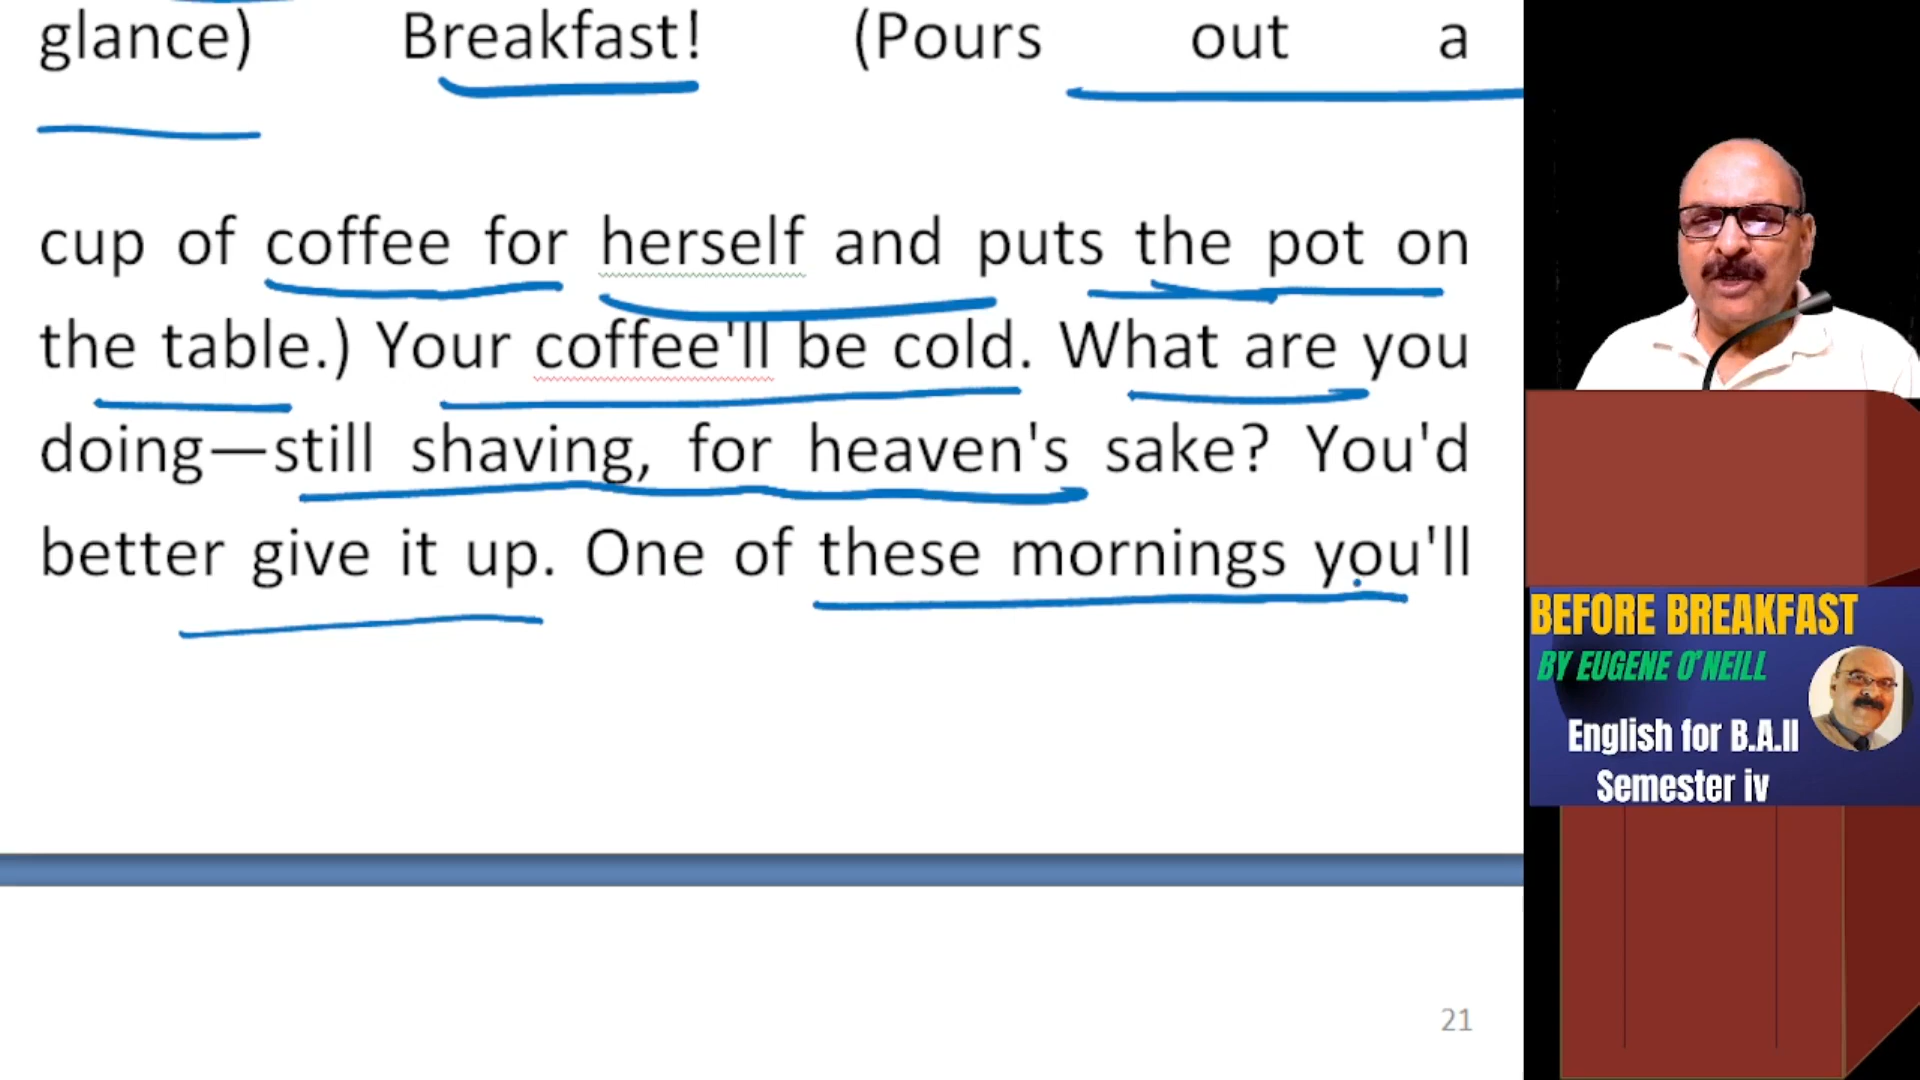 glance) Breakfast! (Pours out a
cup of coffee for herself and puts the pot on
the table.) Your coffee'll be cold. What are you
doing—still shaving, for heaven's sake? You'd
better give it up. One of these mornings you'll
21
BEFORE BREAKFAST
BY EUGENE O'NEILL
English for B.A.II
Semester iv